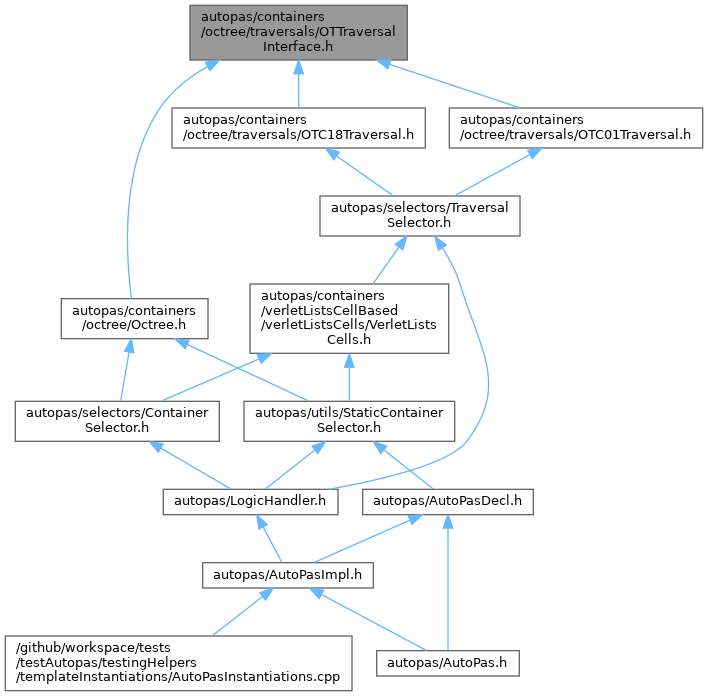 autopas/containers
/octree/traversals/OTTraversal
Interface.h
autopas/containers
/octree/traversals/OTC18Traversal.h
autopas/containers
/octree/traversals/OTC01Traversal.h
autopas/selectors/Traversal
Selector.h
autopas/containers
/octree/Octree.h
autopas/containers
/verletListsCellBased
/verletListsCells/VerletLists
Cells.h
autopas/selectors/Container
Selector.h
autopas/utils/StaticContainer
Selector.h
autopas/LogicHandler.h
autopas/AutoPasDecl.h
autopas/AutoPasImpl.h
/github/workspace/tests
/testAutopas/testingHelpers
/templateInstantiations/AutoPasInstantiations.cpp
autopas/AutoPas.h